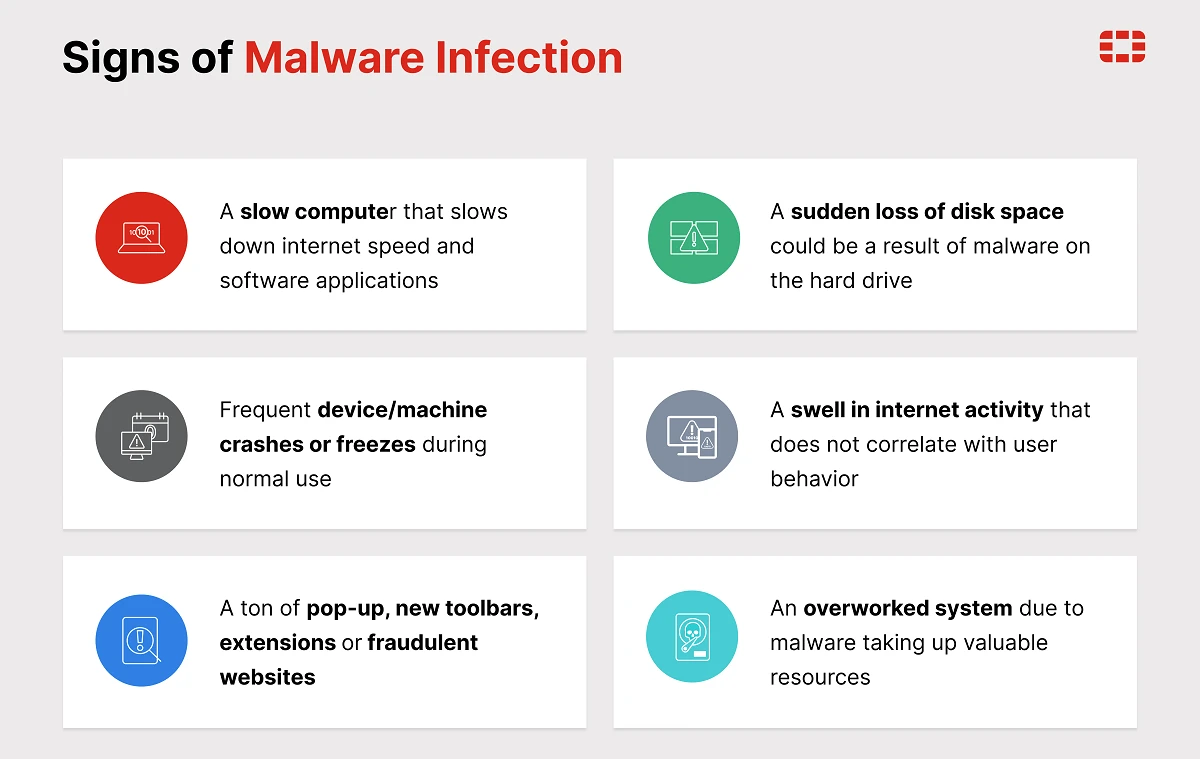 Signs of Malware Infection
A slow computer that slows
down internet speed and
software applications
A sudden loss of disk space
could be a result of malware on
the hard drive
Frequent device/machine
crashes or freezes during
normal use
A swell in internet activity that
does not correlate with user
behavior
A ton of pop-up, new toolbars,
extensions or fraudulent
websites
An overworked system due to
malware taking up valuable
resources